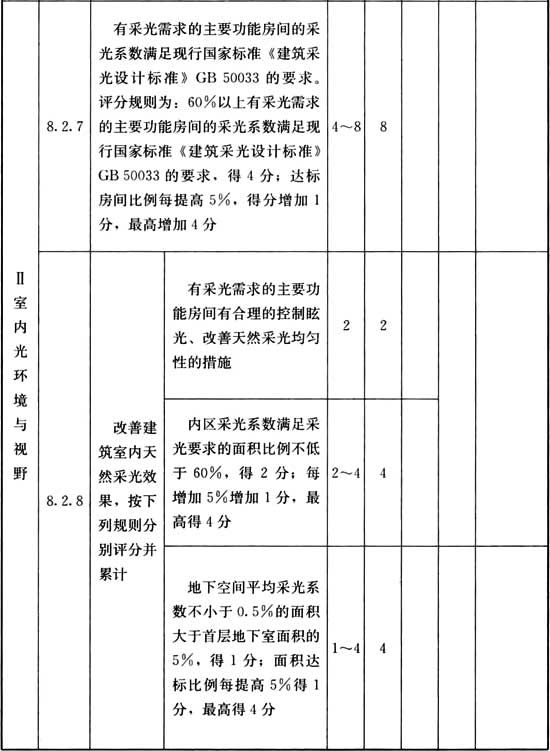 Ⅱ
室
内
光
环
境
与
视
野
8.2.7
有采光需求的主要功能房间的采
光系数满足现行国家标准《建筑采
光设计标准》GB 50033 的要求。
评分规则为：60%以上有采光需求
的主要功能房间的采光系数满足现
行国家标准《建筑采光设计标准》
GB 50033 的要求，得 4 分；达标
房间比例每提高 5%，得分增加 1
分，最高增加 4 分
4～8
8
8.2.8
改善建
筑室内天
然采光效
果，按下
列规则分
别评分并
累计
有采光需求的主要功
能房间有合理的控制眩
光、改善天然采光均匀
性的措施
2
2
内区采光系数满足采
光要求的面积比例不低
于 60%，得 2 分；每
增加 5%增加 1 分，最
高得 4 分
2～4
4
地下空间平均采光系
数不小于 0.5%的面积
大于首层地下室面积的
5%，得 1 分；面积达
标比例每提高 5%得 1
分，最高得 4 分
1～4
4